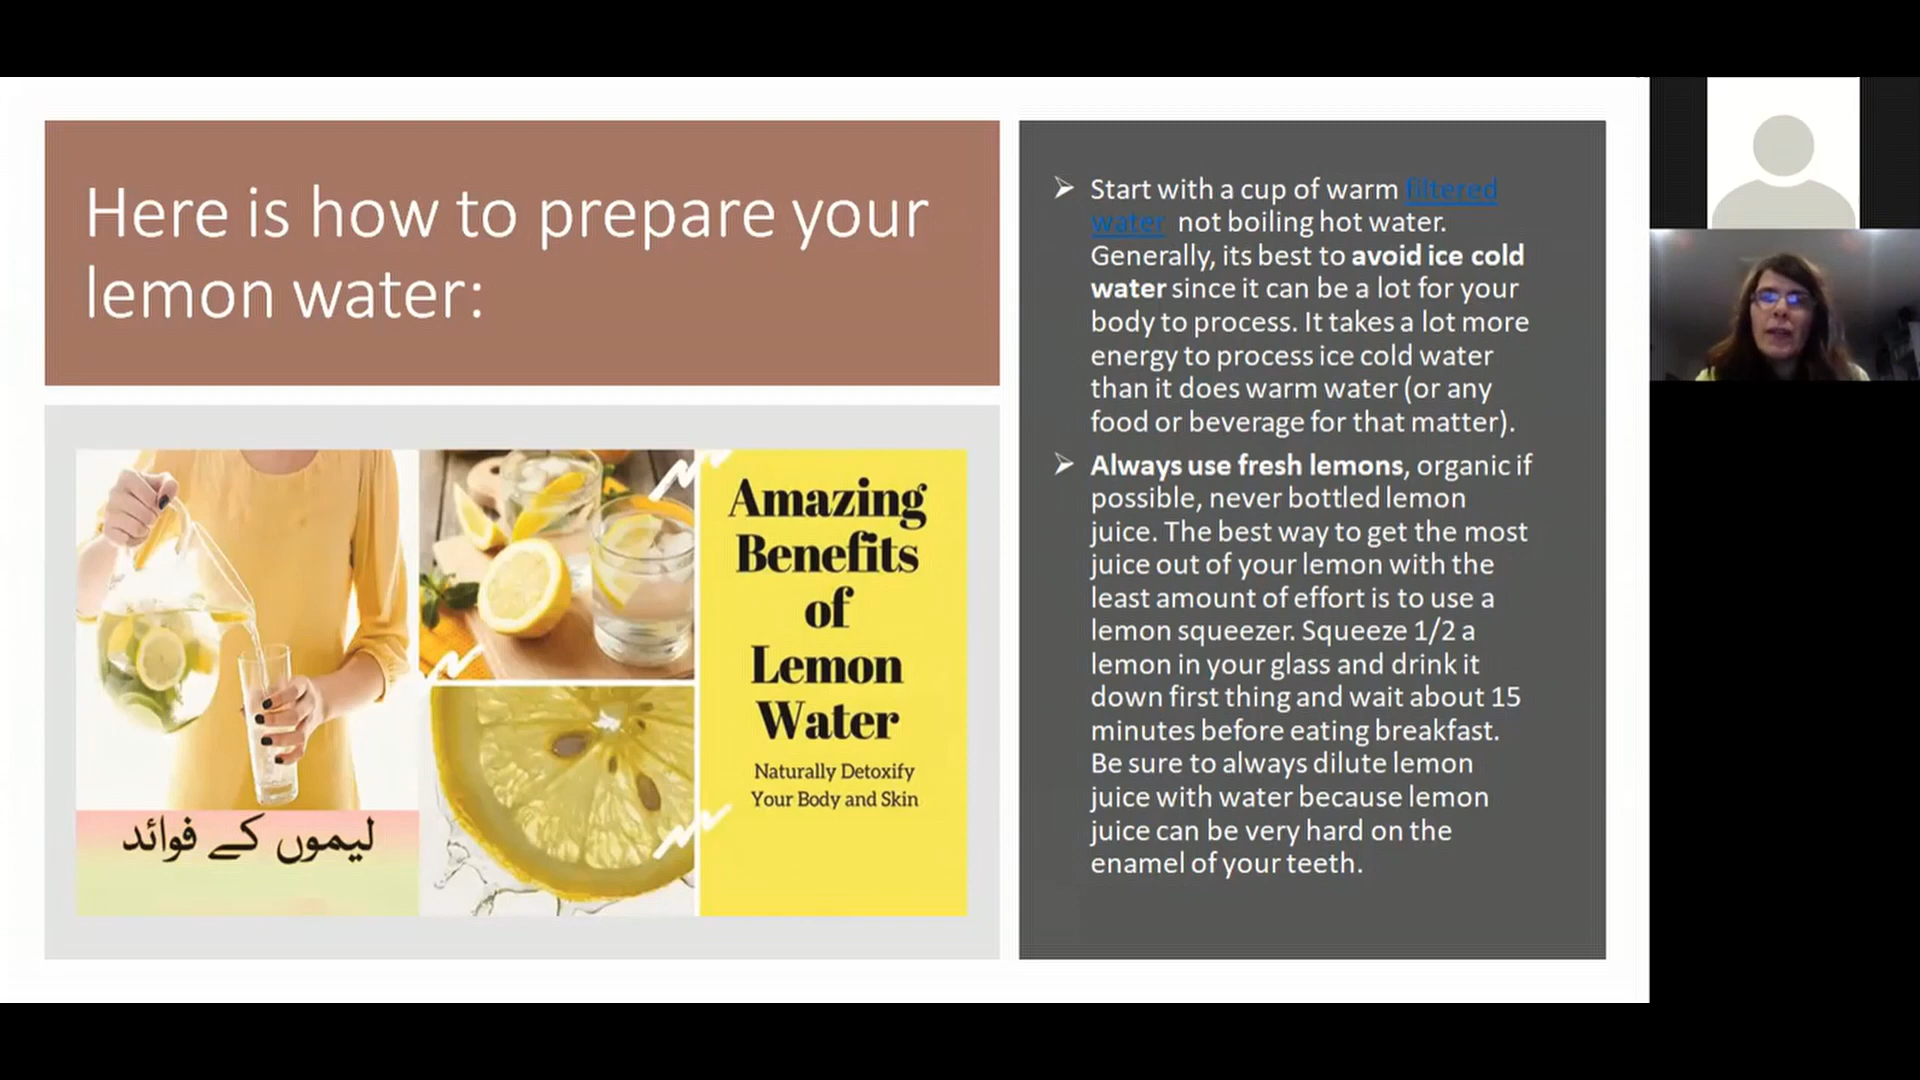 Here is how to prepare your
lemon water:
لیموں کے فوائد
Amazing
Benefits
of
Lemon
Water
Naturally Detoxify
Your Body and Skin
Start with a cup of warm filtered
water not boiling hot water.
Generally, its best to avoid ice cold
water since it can be a lot for your
body to process. It takes a lot more
energy to process ice cold water
than it does warm water (or any
food or beverage for that matter).
Always use fresh lemons, organic if
possible, never bottled lemon
juice. The best way to get the most
juice out of your lemon with the
least amount of effort is to use a
lemon squeezer. Squeeze 1/2 a
lemon in your glass and drink it
down first thing and wait about 15
minutes before eating breakfast.
Be sure to always dilute lemon
juice with water because lemon
juice can be very hard on the
enamel of your teeth.